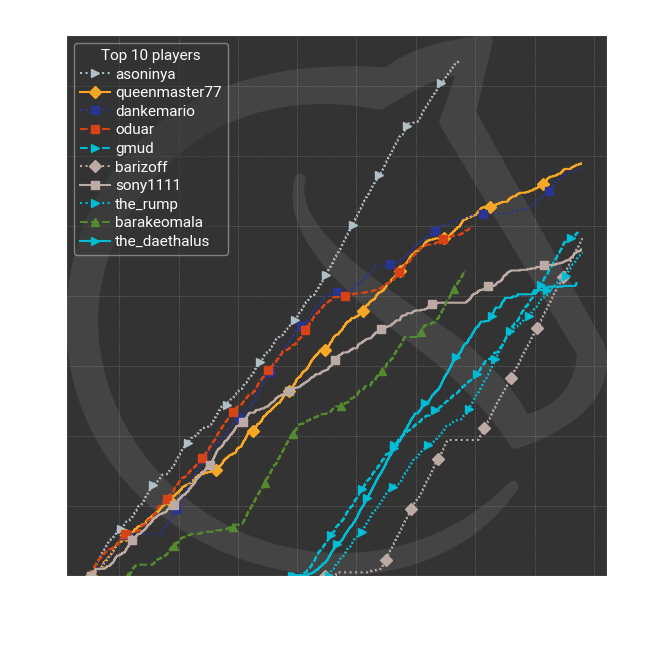 Top 10 players
asoninya
queenmaster77
dankemario
oduar
gmud
barizoff
sony1111
the_rump
barakeomala
the_daethalus